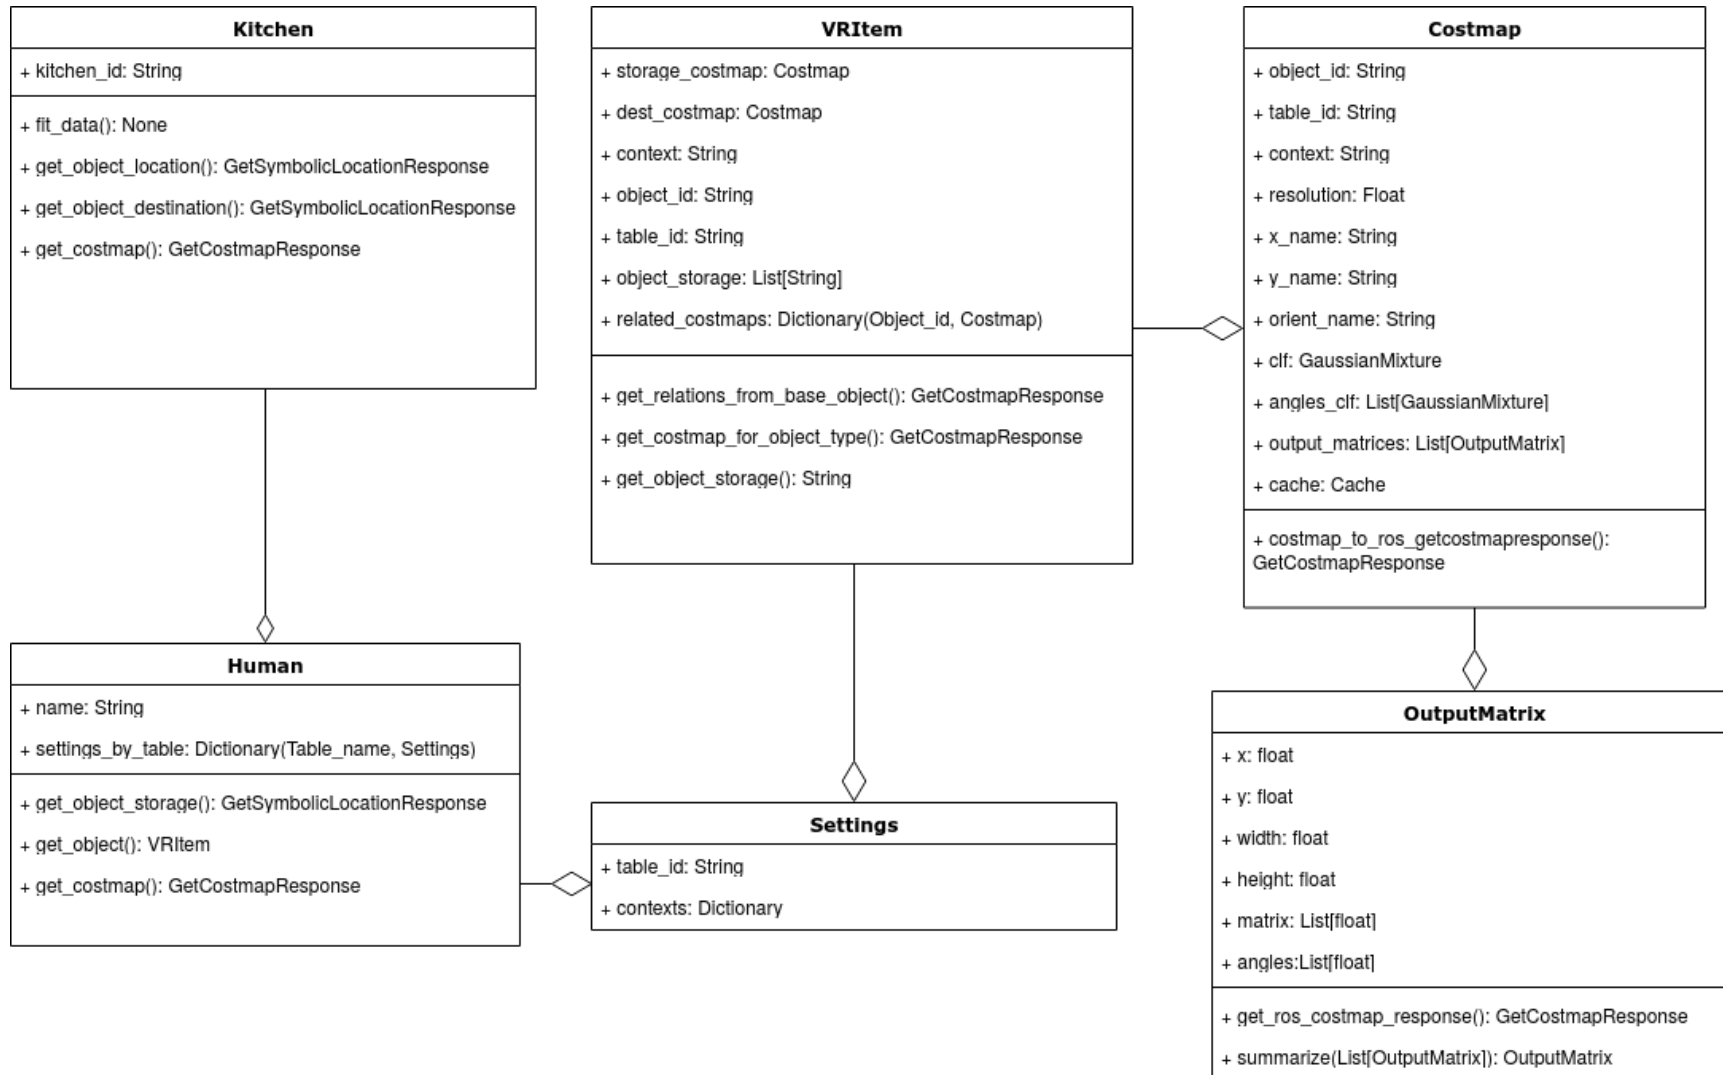 Kitchen
+ kitchen_id: String
+ fit_data(): None
+ get_object_location(): GetSymbolicLocationResponse
+ get_object_destination(): GetSymbolicLocationResponse
+ get_costmap(): GetCostmapResponse
VRItem
+ storage_costmap: Costmap
+ dest_costmap: Costmap
+ context: String
+ object_id: String
+ table_id: String
+ object_storage: List[String]
+ related_costmaps: Dictionary(Object_id, Costmap)
+ get_relations_from_base_object(): GetCostmapResponse
+ get_costmap_for_object_type(): GetCostmapResponse
+ get_object_storage(): String
Costmap
+ object_id: String
+ table_id: String
+ context: String
+ resolution: Float
+ x_name: String
+ y_name: String
+ orient_name: String
+ clf: GaussianMixture
+ angles_clf: List[GaussianMixture]
+ output_matrices: List[OutputMatrix]
+ cache: Cache
+ costmap_to_ros_getcostmapresponse():
GetCostmapResponse
Human
+ name: String
+ settings_by_table: Dictionary(Table_name, Settings)
+ get_object_storage(): GetSymbolicLocationResponse
+ get_object(): VRItem
+ get_costmap(): GetCostmapResponse
Settings
+ table_id: String
+ contexts: Dictionary
OutputMatrix
+ x: float
+ y: float
+ width: float
+ height: float
+ matrix: List[float]
+ angles:List[float]
+ get_ros_costmap_response(): GetCostmapResponse
+ summarize(List[OutputMatrix]): OutputMatrix